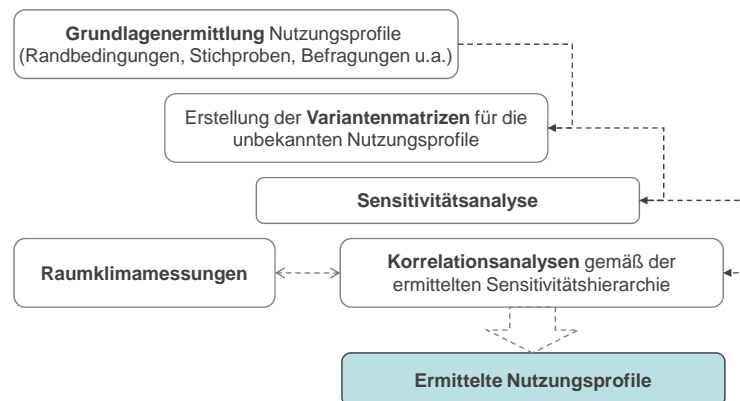 Grundlagenermittlung Nutzungsprofile
(Randbedingungen, Stichproben, Befragungen u.a.)
Erstellung der Variantenmatrizen für die
unbekannten Nutzungsprofile
Sensitivitätsanalyse
Raumklimamessungen
Korrelationsanalysen gemäß der
ermittelten Sensitivitätshierarchie
Ermittelte Nutzungsprofile